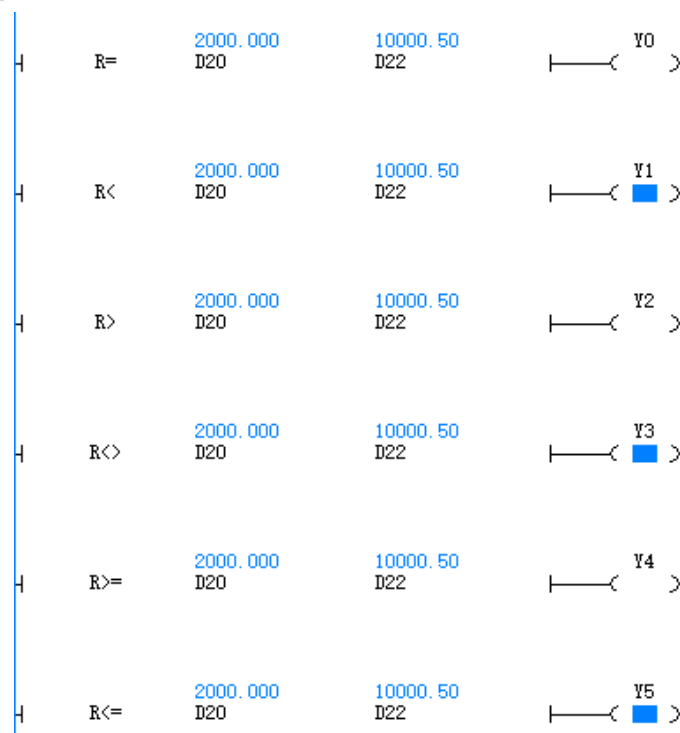 2000.000 10000.50 Y0
R= D20 D22
2000.000 10000.50 Y1
R< D20 D22
2000.000 10000.50 Y2
R> D20 D22
2000.000 10000.50 Y3
R<> D20 D22
2000.000 10000.50 Y4
R>= D20 D22
2000.000 10000.50 Y5
R<= D20 D22